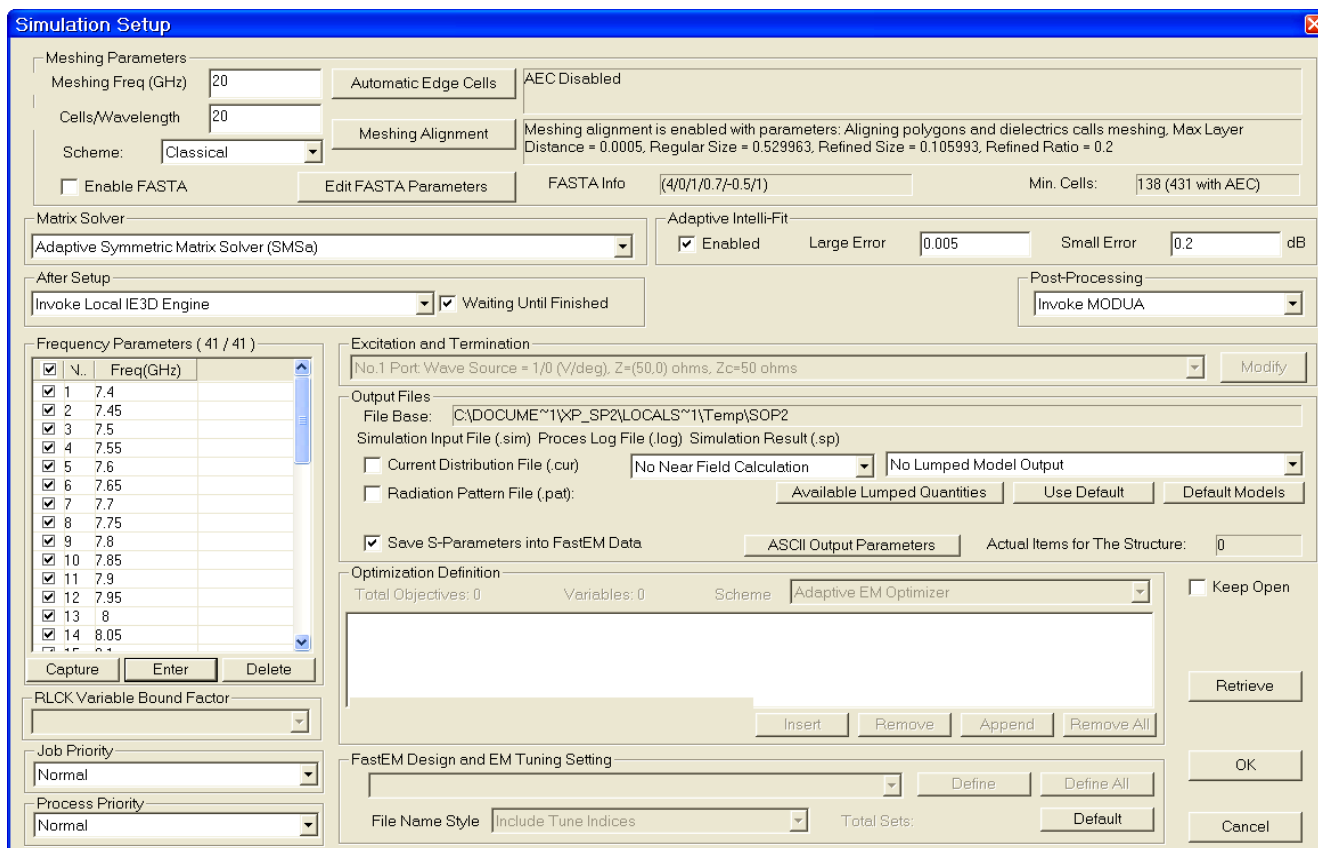 Simulation Setup
Meshing Parameters
Meshing Freq (GHz) 20 Automatic Edge Cells AEC Disabled
Cells/Wavelength 20
Meshing Alignment Meshing alignment is enabled with parameters: Aligning polygons and dielectrics calls meshing, Max Layer
Distance = 0.0005, Regular Size = 0.529963, Refined Size = 0.105993, Refined Ratio = 0.2
Scheme: Classical
Enable FASTA Edit FASTA Parameters FASTA Info (4/0/1/0.7/-0.5/1) Min. Cells: 138 (431 with AEC)
Matrix Solver
Adaptive Symmetric Matrix Solver (SMSa)
Adaptive Intelli-Fit
Enabled Large Error 0.005 Small Error 0.2 dB
After Setup
Invoke Local IE3D Engine Waiting Until Finished
Post-Processing
Invoke MODUA
Frequency Parameters ( 41 / 41 )
N.. Freq(GHz)
1 7.4
2 7.45
3 7.5
4 7.55
5 7.6
6 7.65
7 7.7
8 7.75
9 7.8
10 7.85
11 7.9
12 7.95
13 8
14 8.05
Capture Enter Delete
RLCK Variable Bound Factor
Job Priority
Normal
Process Priority
Normal
Excitation and Termination
No.1 Port Wave Source = 1/0 (V/deg), Z=(50,0) ohms, Zc=50 ohms Modify
Output Files
File Base: C:\DOCUME~1\XP_SP2\LOCALS~1\Temp\SOP2
Simulation Input File (.sim) Proces Log File (.log) Simulation Result (.sp)
Current Distribution File (.cur) No Near Field Calculation No Lumped Model Output
Radiation Pattern File (.pat): Available Lumped Quantities Use Default Default Models
Save S-Parameters into FastEM Data ASCII Output Parameters Actual Items for The Structure: 0
Optimization Definition
Total Objectives: 0 Variables: 0 Scheme Adaptive EM Optimizer
Insert Remove Append Remove All
FastEM Design and EM Tuning Setting
Define Define All
File Name Style Include Tune Indices Total Sets: Default
Keep Open
Retrieve
OK
Cancel